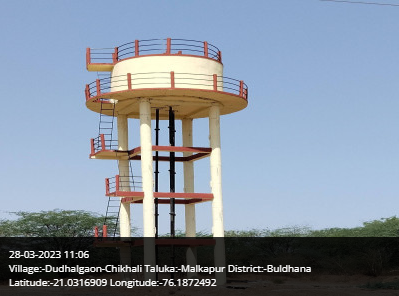 28-03-2023 11:06
Village:-Dudhalgaon-Chikhali Taluka:-Malkapur District:-Buldhana
Latitude:-21.0316909 Longitude:-76.1872492